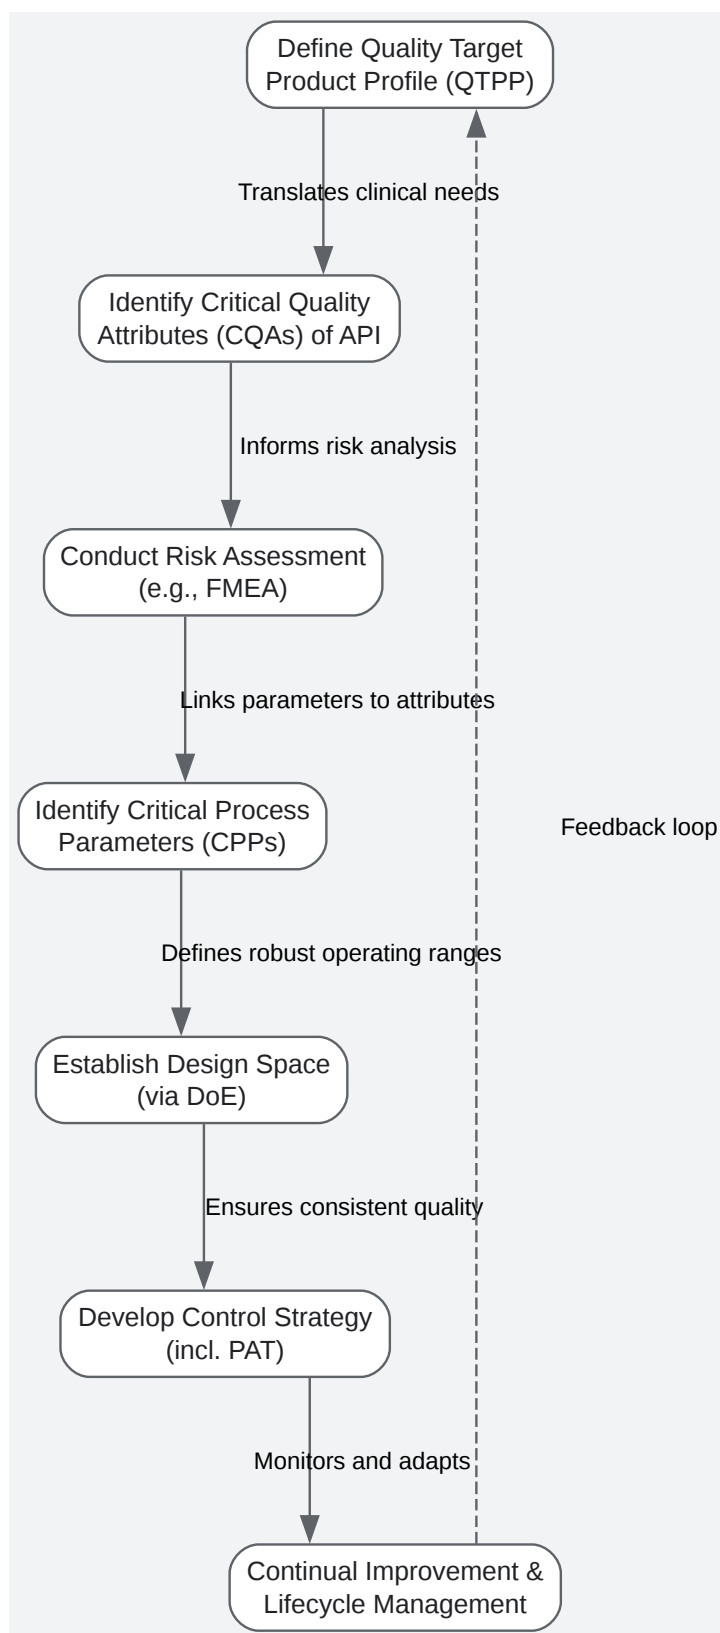 Define Quality Target
Product Profile (QTPP)
Translates clinical needs
Identify Critical Quality
Attributes (CQAs) of API
Informs risk analysis
Conduct Risk Assessment
(e.g., FMEA)
Links parameters to attributes
Identify Critical Process
Parameters (CPPs)
Feedback loop
Defines robust operating ranges
Establish Design Space
(via DoE)
Ensures consistent quality
Develop Control Strategy
(incl. PAT)
Monitors and adapts
Continual Improvement &
Lifecycle Management